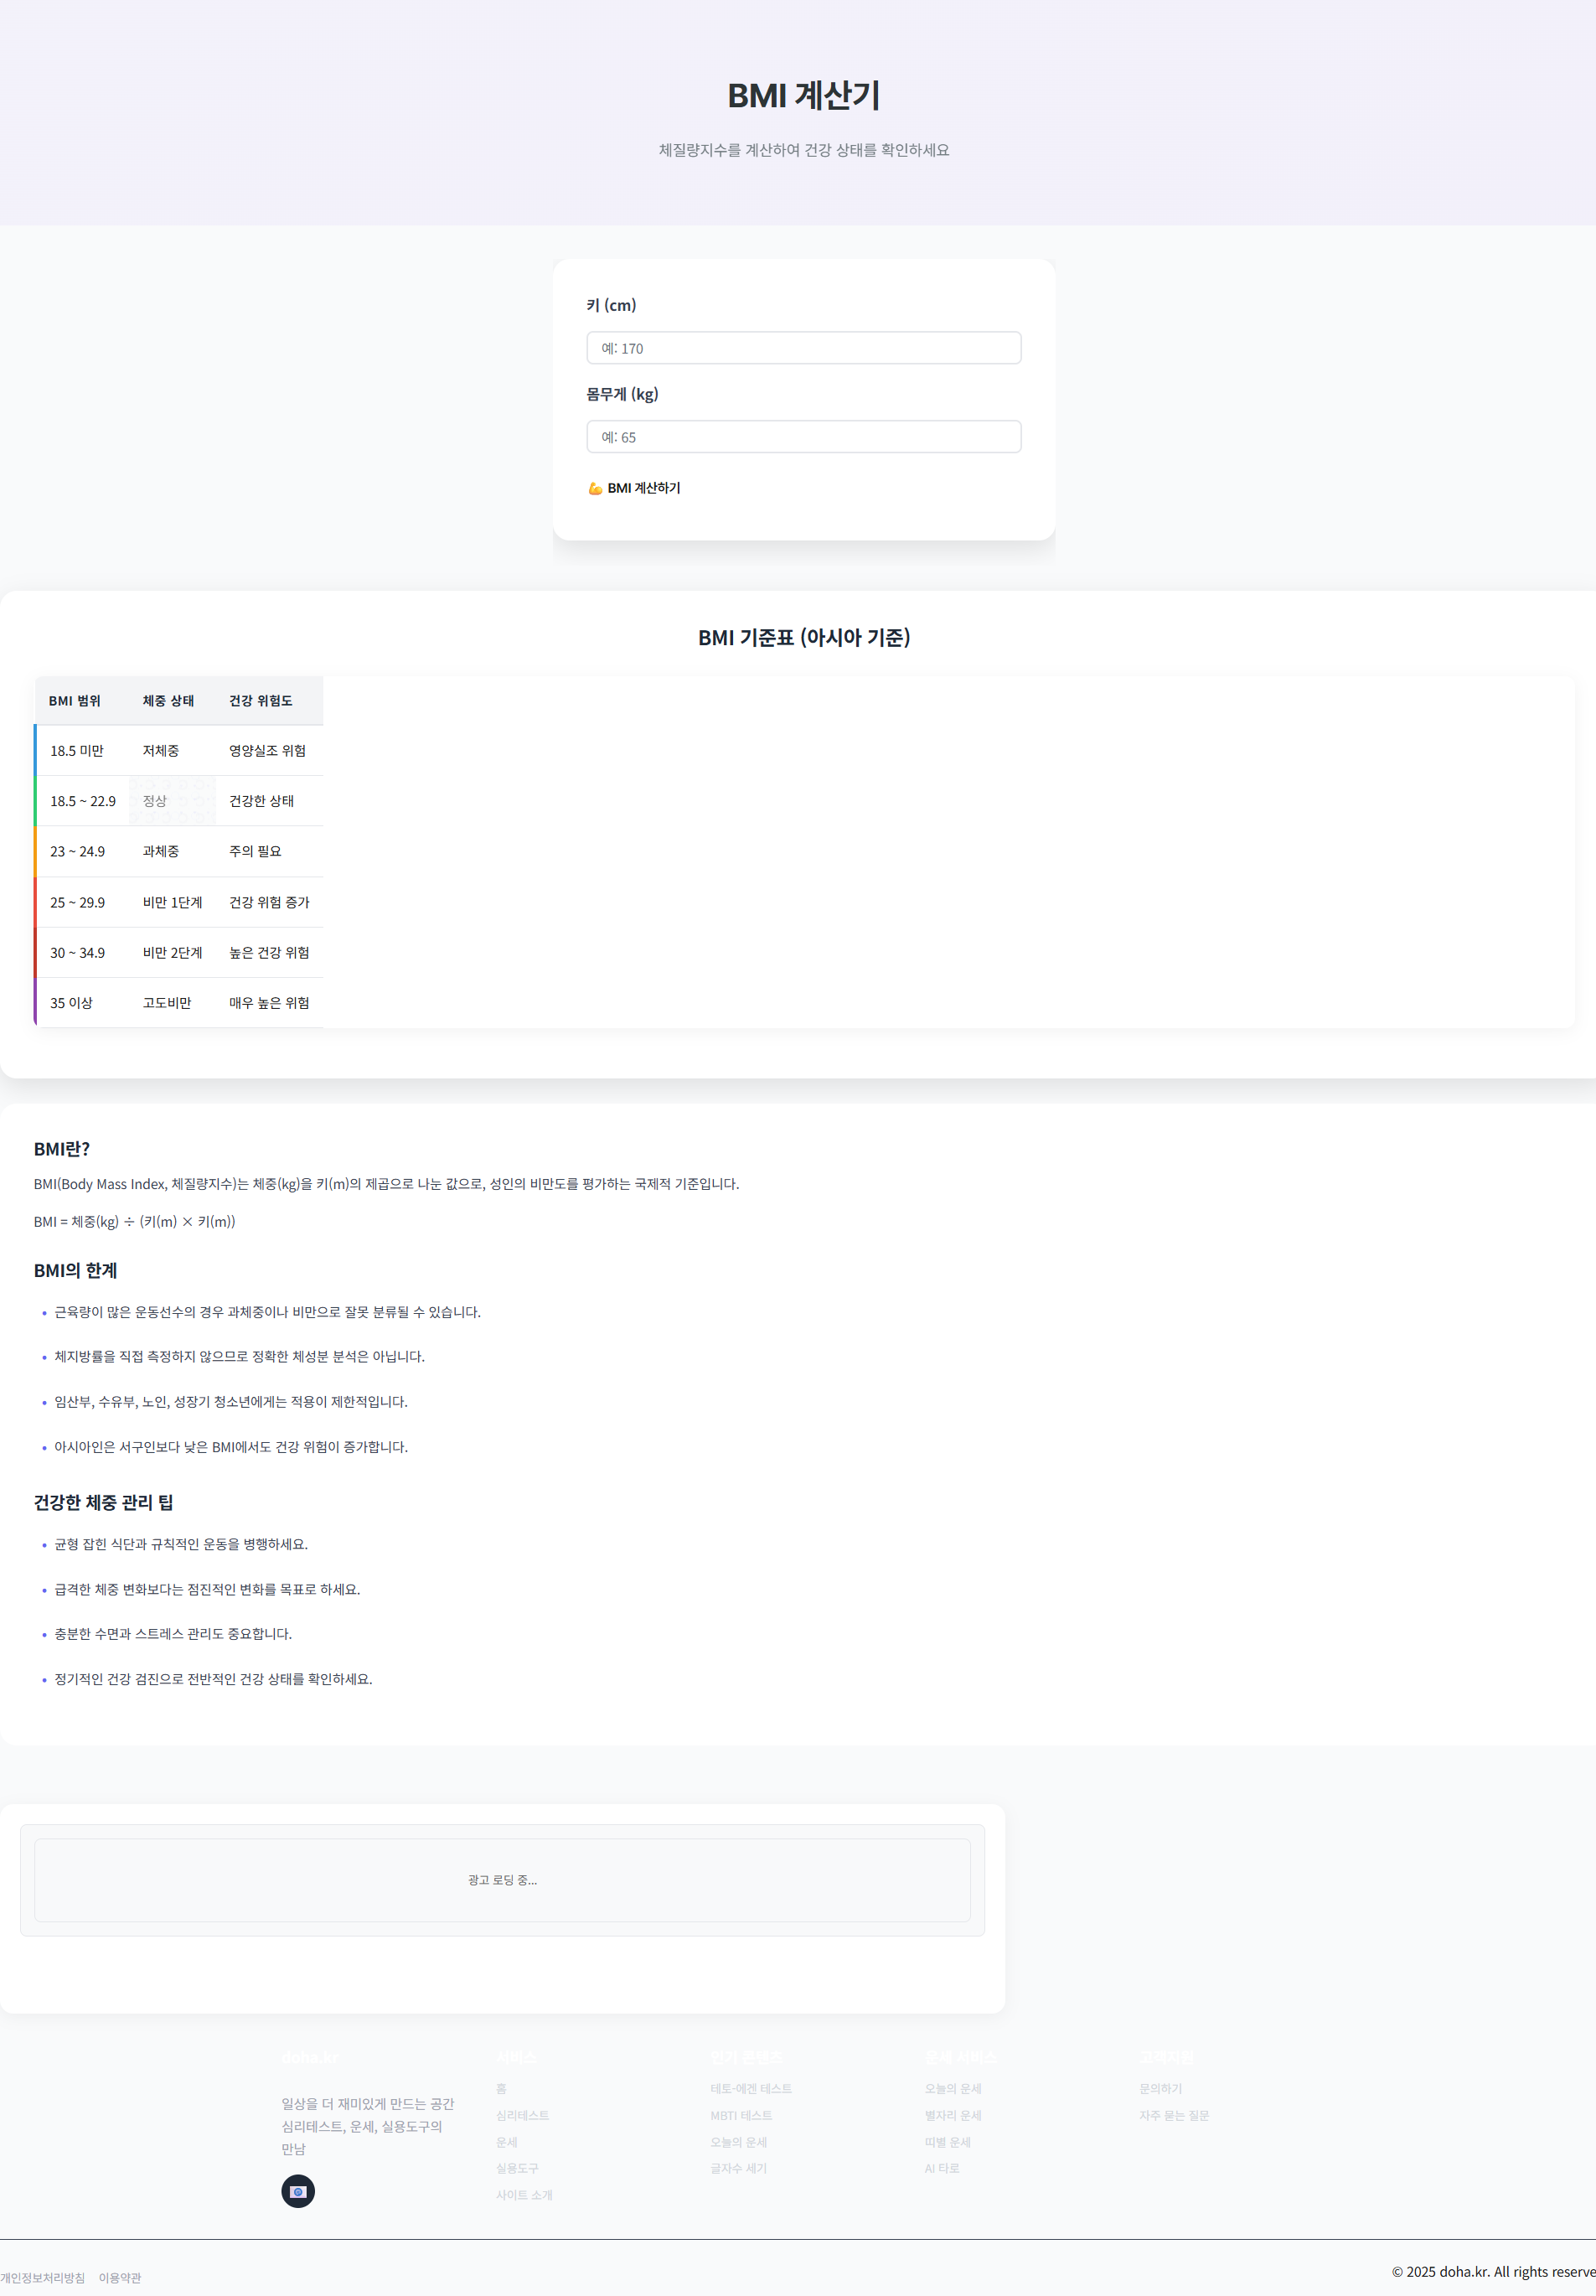 BMI 계산기
체질량지수를 계산하여 건강 상태를 확인하세요
키 (cm)
예: 170
몸무게 (kg)
예: 65
💪 BMI 계산하기
BMI 기준표 (아시아 기준)
BMI 범위 체중 상태 건강 위험도
18.5 미만 저체중 영양실조 위험
18.5 ~ 22.9 정상 건강한 상태
23 ~ 24.9 과체중 주의 필요
25 ~ 29.9 비만 1단계 건강 위험 증가
30 ~ 34.9 비만 2단계 높은 건강 위험
35 이상 고도비만 매우 높은 위험
BMI란?
BMI(Body Mass Index, 체질량지수)는 체중(kg)을 키(m)의 제곱으로 나눈 값으로, 성인의 비만도를 평가하는 국제적 기준입니다.
BMI = 체중(kg) ÷ (키(m) × 키(m))
BMI의 한계
• 근육량이 많은 운동선수의 경우 과체중이나 비만으로 잘못 분류될 수 있습니다.
• 체지방률을 직접 측정하지 않으므로 정확한 체성분 분석은 아닙니다.
• 임산부, 수유부, 노인, 성장기 청소년에게는 적용이 제한적입니다.
• 아시아인은 서구인보다 낮은 BMI에서도 건강 위험이 증가합니다.
건강한 체중 관리 팁
• 균형 잡힌 식단과 규칙적인 운동을 병행하세요.
• 급격한 체중 변화보다는 점진적인 변화를 목표로 하세요.
• 충분한 수면과 스트레스 관리도 중요합니다.
• 정기적인 건강 검진으로 전반적인 건강 상태를 확인하세요.
광고 로딩 중...
doha.kr
일상을 더 재미있게 만드는 공간
심리테스트, 운세, 실용도구의
만남
서비스
홈
심리테스트
운세
실용도구
사이트 소개
인기 콘텐츠
테토-에겐 테스트
MBTI 테스트
오늘의 운세
글자수 세기
운세 서비스
오늘의 운세
별자리 운세
띠별 운세
AI 타로
고객지원
문의하기
자주 묻는 질문
개인정보처리방침 이용약관
© 2025 doha.kr. All rights reserve